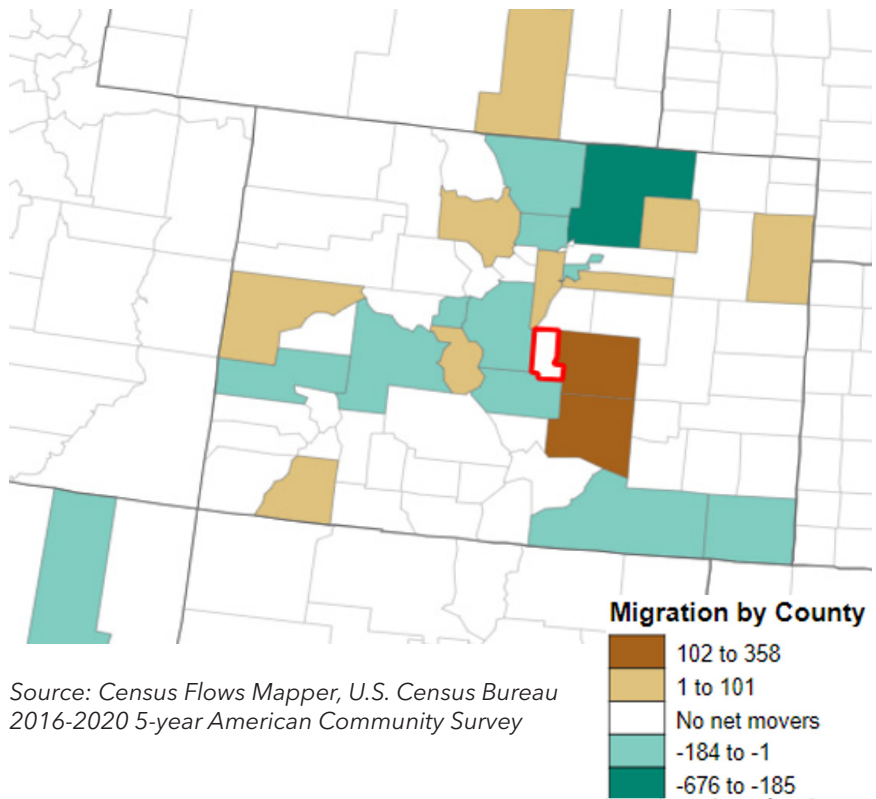 Migration by County
102 to 358
1 to 101
No net movers
-184 to -1
-676 to -185
Source: Census Flows Mapper, U.S. Census Bureau
2016-2020 5-year American Community Survey